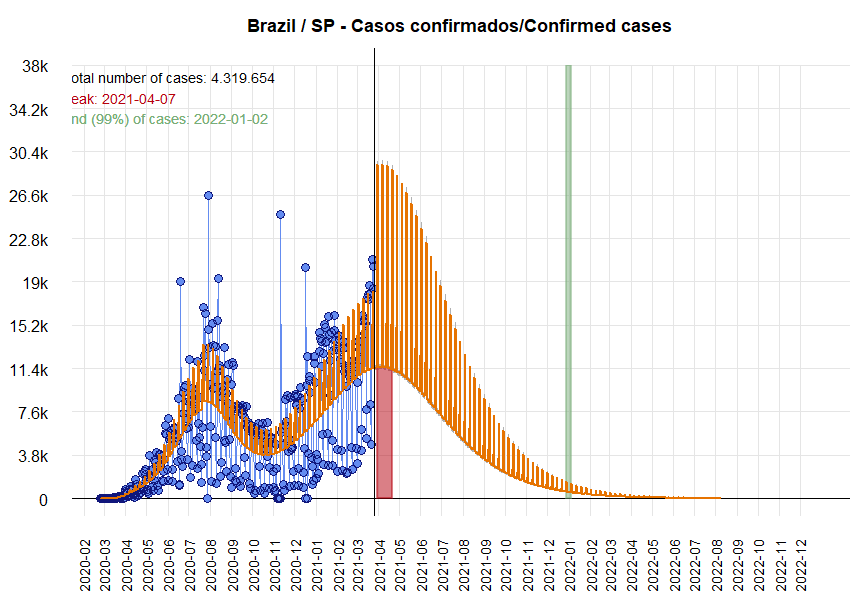 Brazil / SP - Casos confirmados/Confirmed cases
38k
otal number of cases: 4.319.654
eak: 2021-04-07
nd (99%) of cases: 2022-01-02
34.2k
30.4k
26.6k
22.8k
19k
15.2k
11.4k
7.6k
3.8k
0
2020-02
2020-03
2020-04
2020-05
2020-06
2020-07
2020-08
2020-09
2020-10
2020-11
2020-12
2021-01
2021-02
2021-03
2021-04
2021-05
2021-06
2021-07
2021-08
2021-09
2021-10
2021-11
2021-12
2022-01
2022-02
2022-03
2022-04
2022-05
2022-06
2022-07
2022-08
2022-09
2022-10
2022-11
2022-12